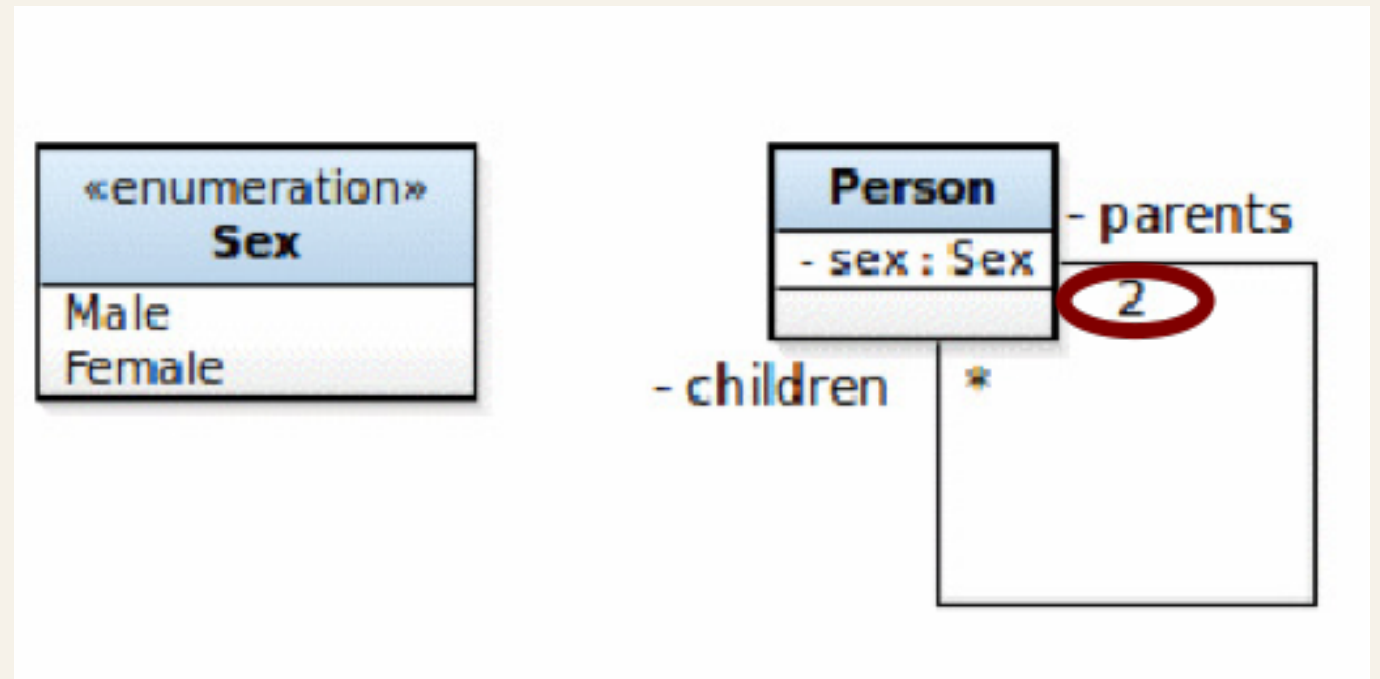 «enumeration»
Sex
Male
Female
Person
- sex : Sex
- parents
2
- children
*